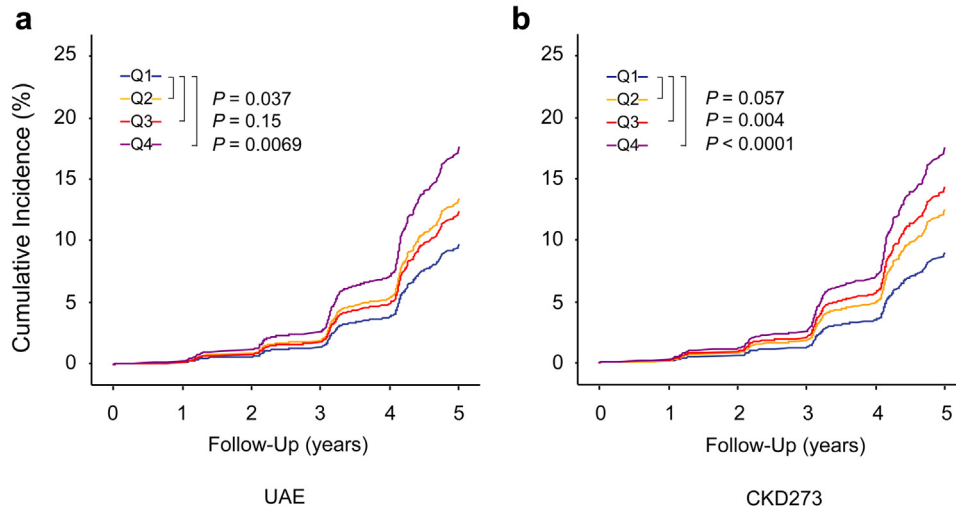 a
25
20
15
10
5
0
Cumulative Incidence (%)
Q1
Q2
Q3
Q4
P = 0.037
P = 0.15
P = 0.0069
0 1 2 3 4 5
Follow-Up (years)
UAE
b
25
20
15
10
5
0
Q1
Q2
Q3
Q4
P = 0.057
P = 0.004
P < 0.0001
0 1 2 3 4 5
Follow-Up (years)
CKD273